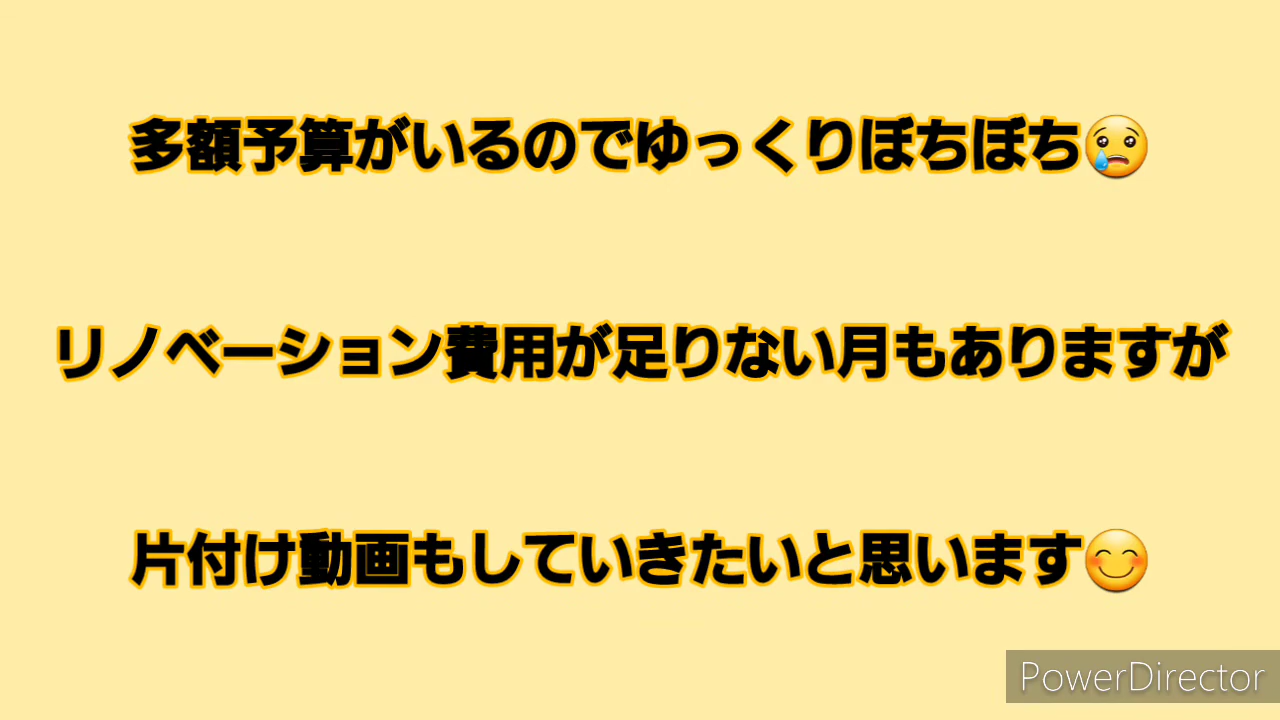 多額予算がいるのでゆっくりぼちぼち😢
リノベーション費用が足りない月もありますが
片付け動画もしていきたいと思います😊
PowerDirector